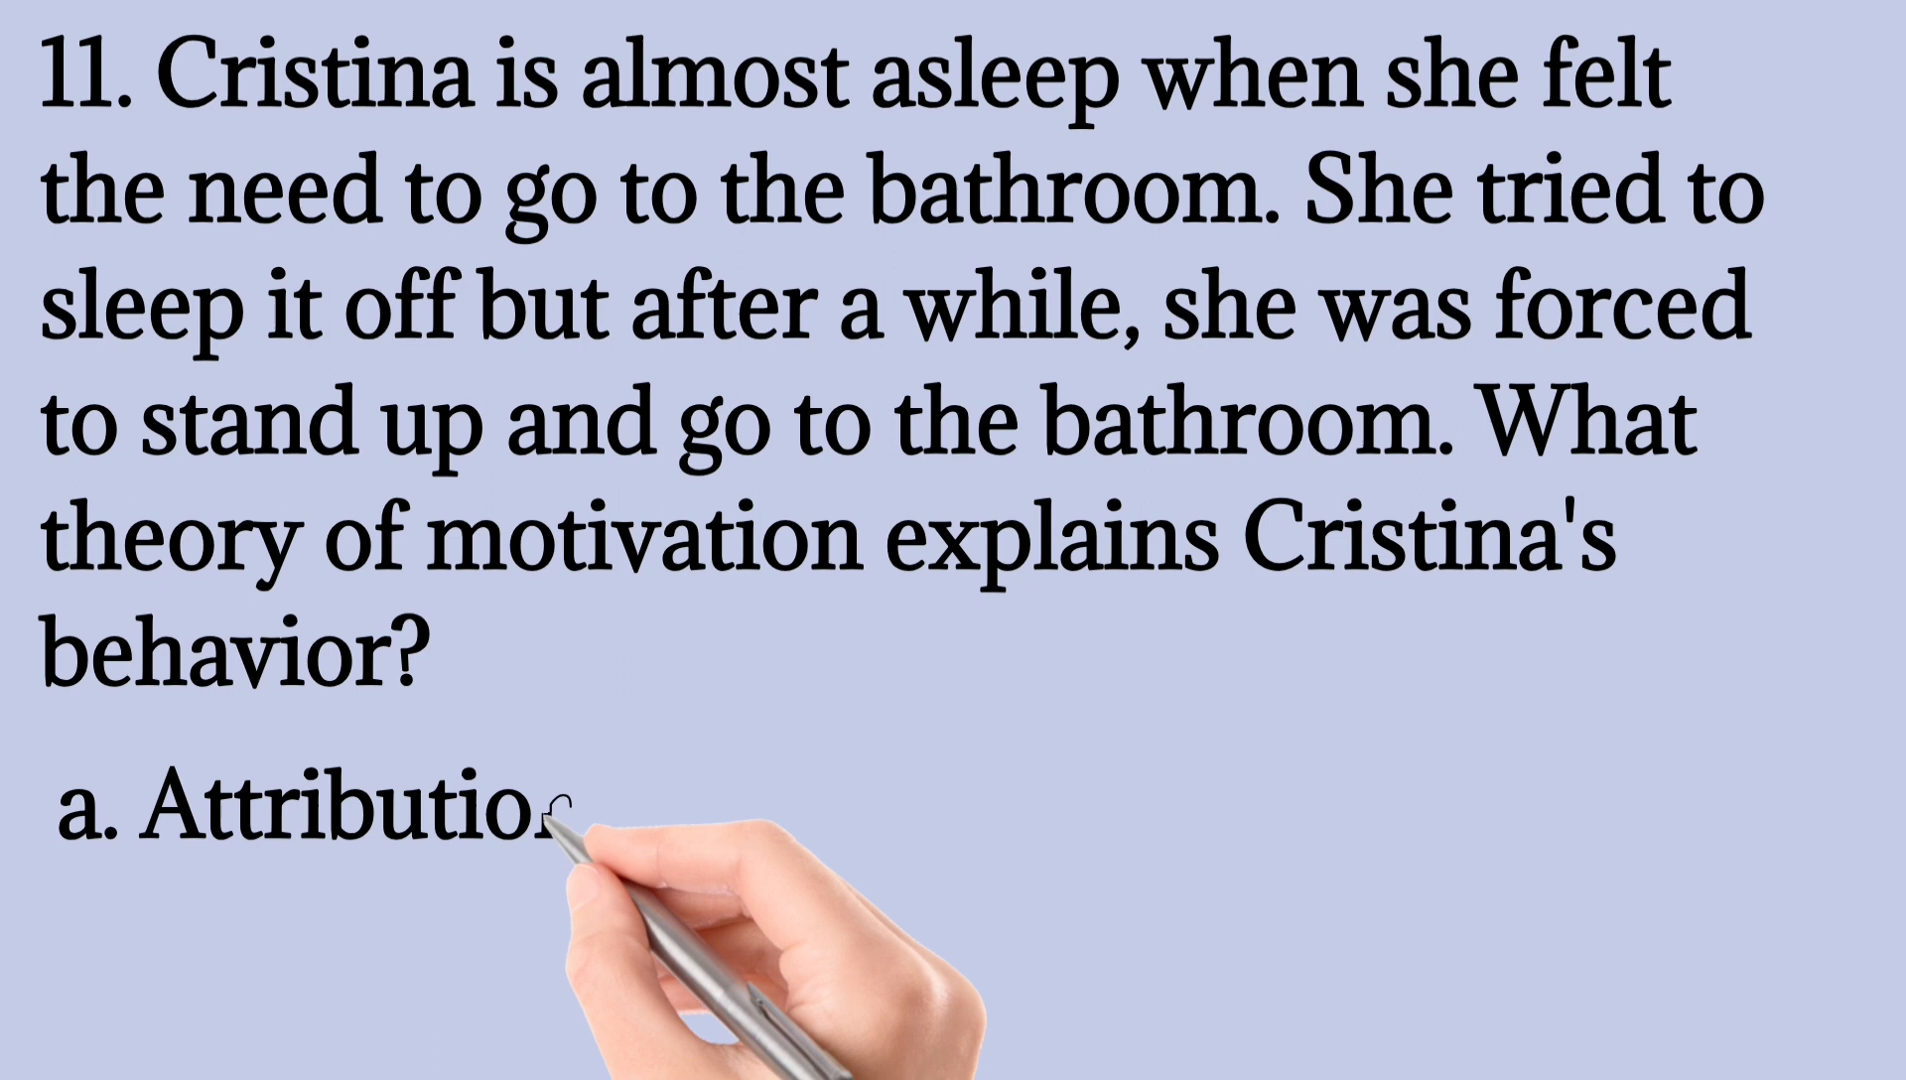 11. Cristina is almost asleep when she felt
the need to go to the bathroom. She tried to
sleep it off but after a while, she was forced
to stand up and go to the bathroom. What
theory of motivation explains Cristina's
behavior?
a. Attribution